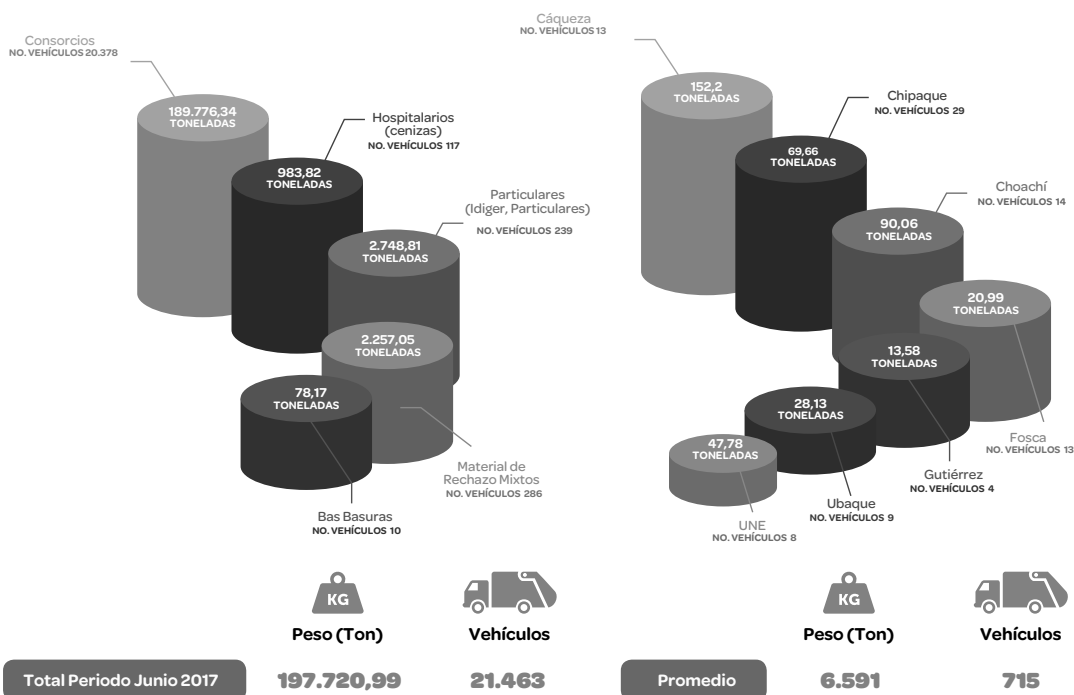 Consorcios
NO. VEHÍCULOS 20.378
189.776,34
TONELADAS
Hospitalarios
(cenizas)
NO. VEHÍCULOS 117
983,82
TONELADAS
Particulares
(Idiger, Particulares)
NO. VEHÍCULOS 239
2.748,81
TONELADAS
2.257,05
TONELADAS
78,17
TONELADAS
Material de
Rechazo Mixtos
NO. VEHÍCULOS 286
Bas Basuras
NO. VEHÍCULOS 10
Cáqueza
NO. VEHÍCULOS 13
152,2
TONELADAS
Chipaque
NO. VEHÍCULOS 29
69,66
TONELADAS
Choachí
NO. VEHÍCULOS 14
90,06
TONELADAS
20,99
TONELADAS
13,58
TONELADAS
28,13
TONELADAS
47,78
TONELADAS
Fosca
NO. VEHÍCULOS 13
Gutiérrez
NO. VEHÍCULOS 4
Ubaque
NO. VEHÍCULOS 9
UNE
NO. VEHÍCULOS 8
KG
Peso (Ton)
Vehículos
KG
Peso (Ton)
Vehículos
Total Periodo Junio 2017
197.720,99
21.463
Promedio
6.591
715